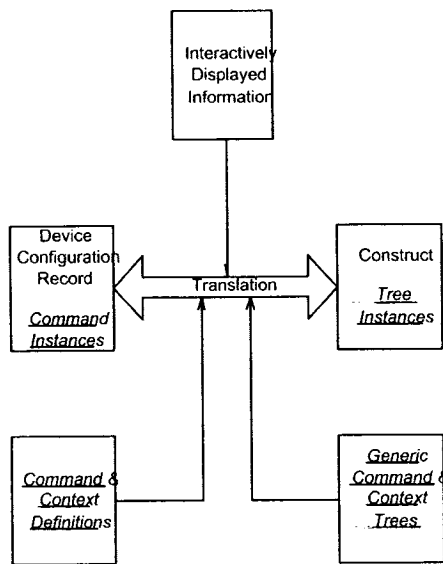 Interactively
Displayed
Information
Device
Configuration
Record
Command
Instances
Translation
Construct
Tree
Instances
Command &
Context
Definitions
Generic
Command &
Context
Trees